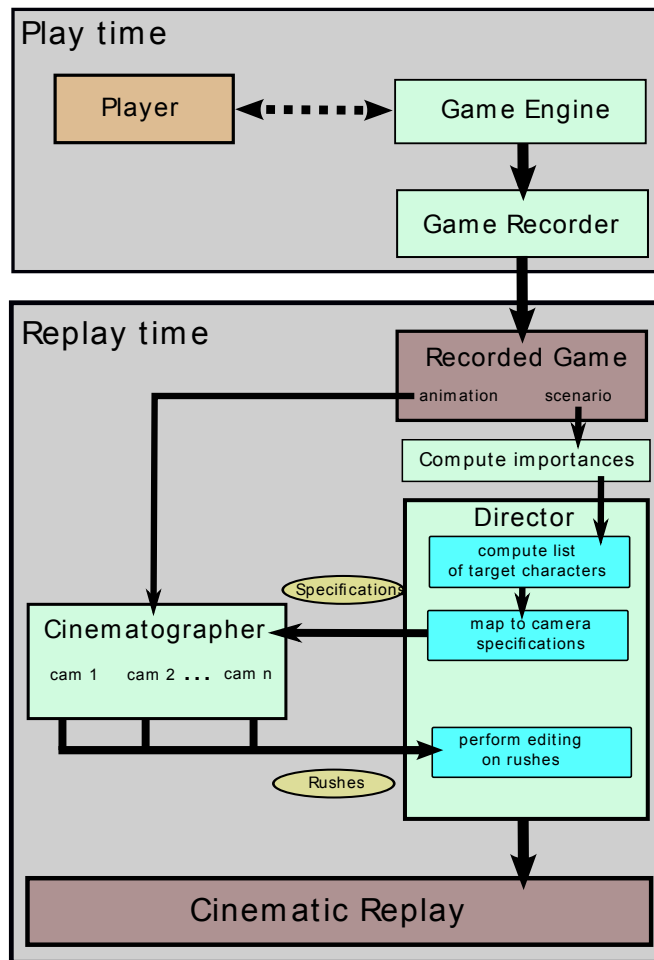 Play time
Player
Game Engine
Game Recorder
Replay time
Recorded Game
animation scenario
Compute importances
Director
compute list
of target characters
Specifications
map to camera
specifications
Cinematographer
cam 1 cam 2 ... cam n
perform editing
on rushes
Rushes
Cinematic Replay